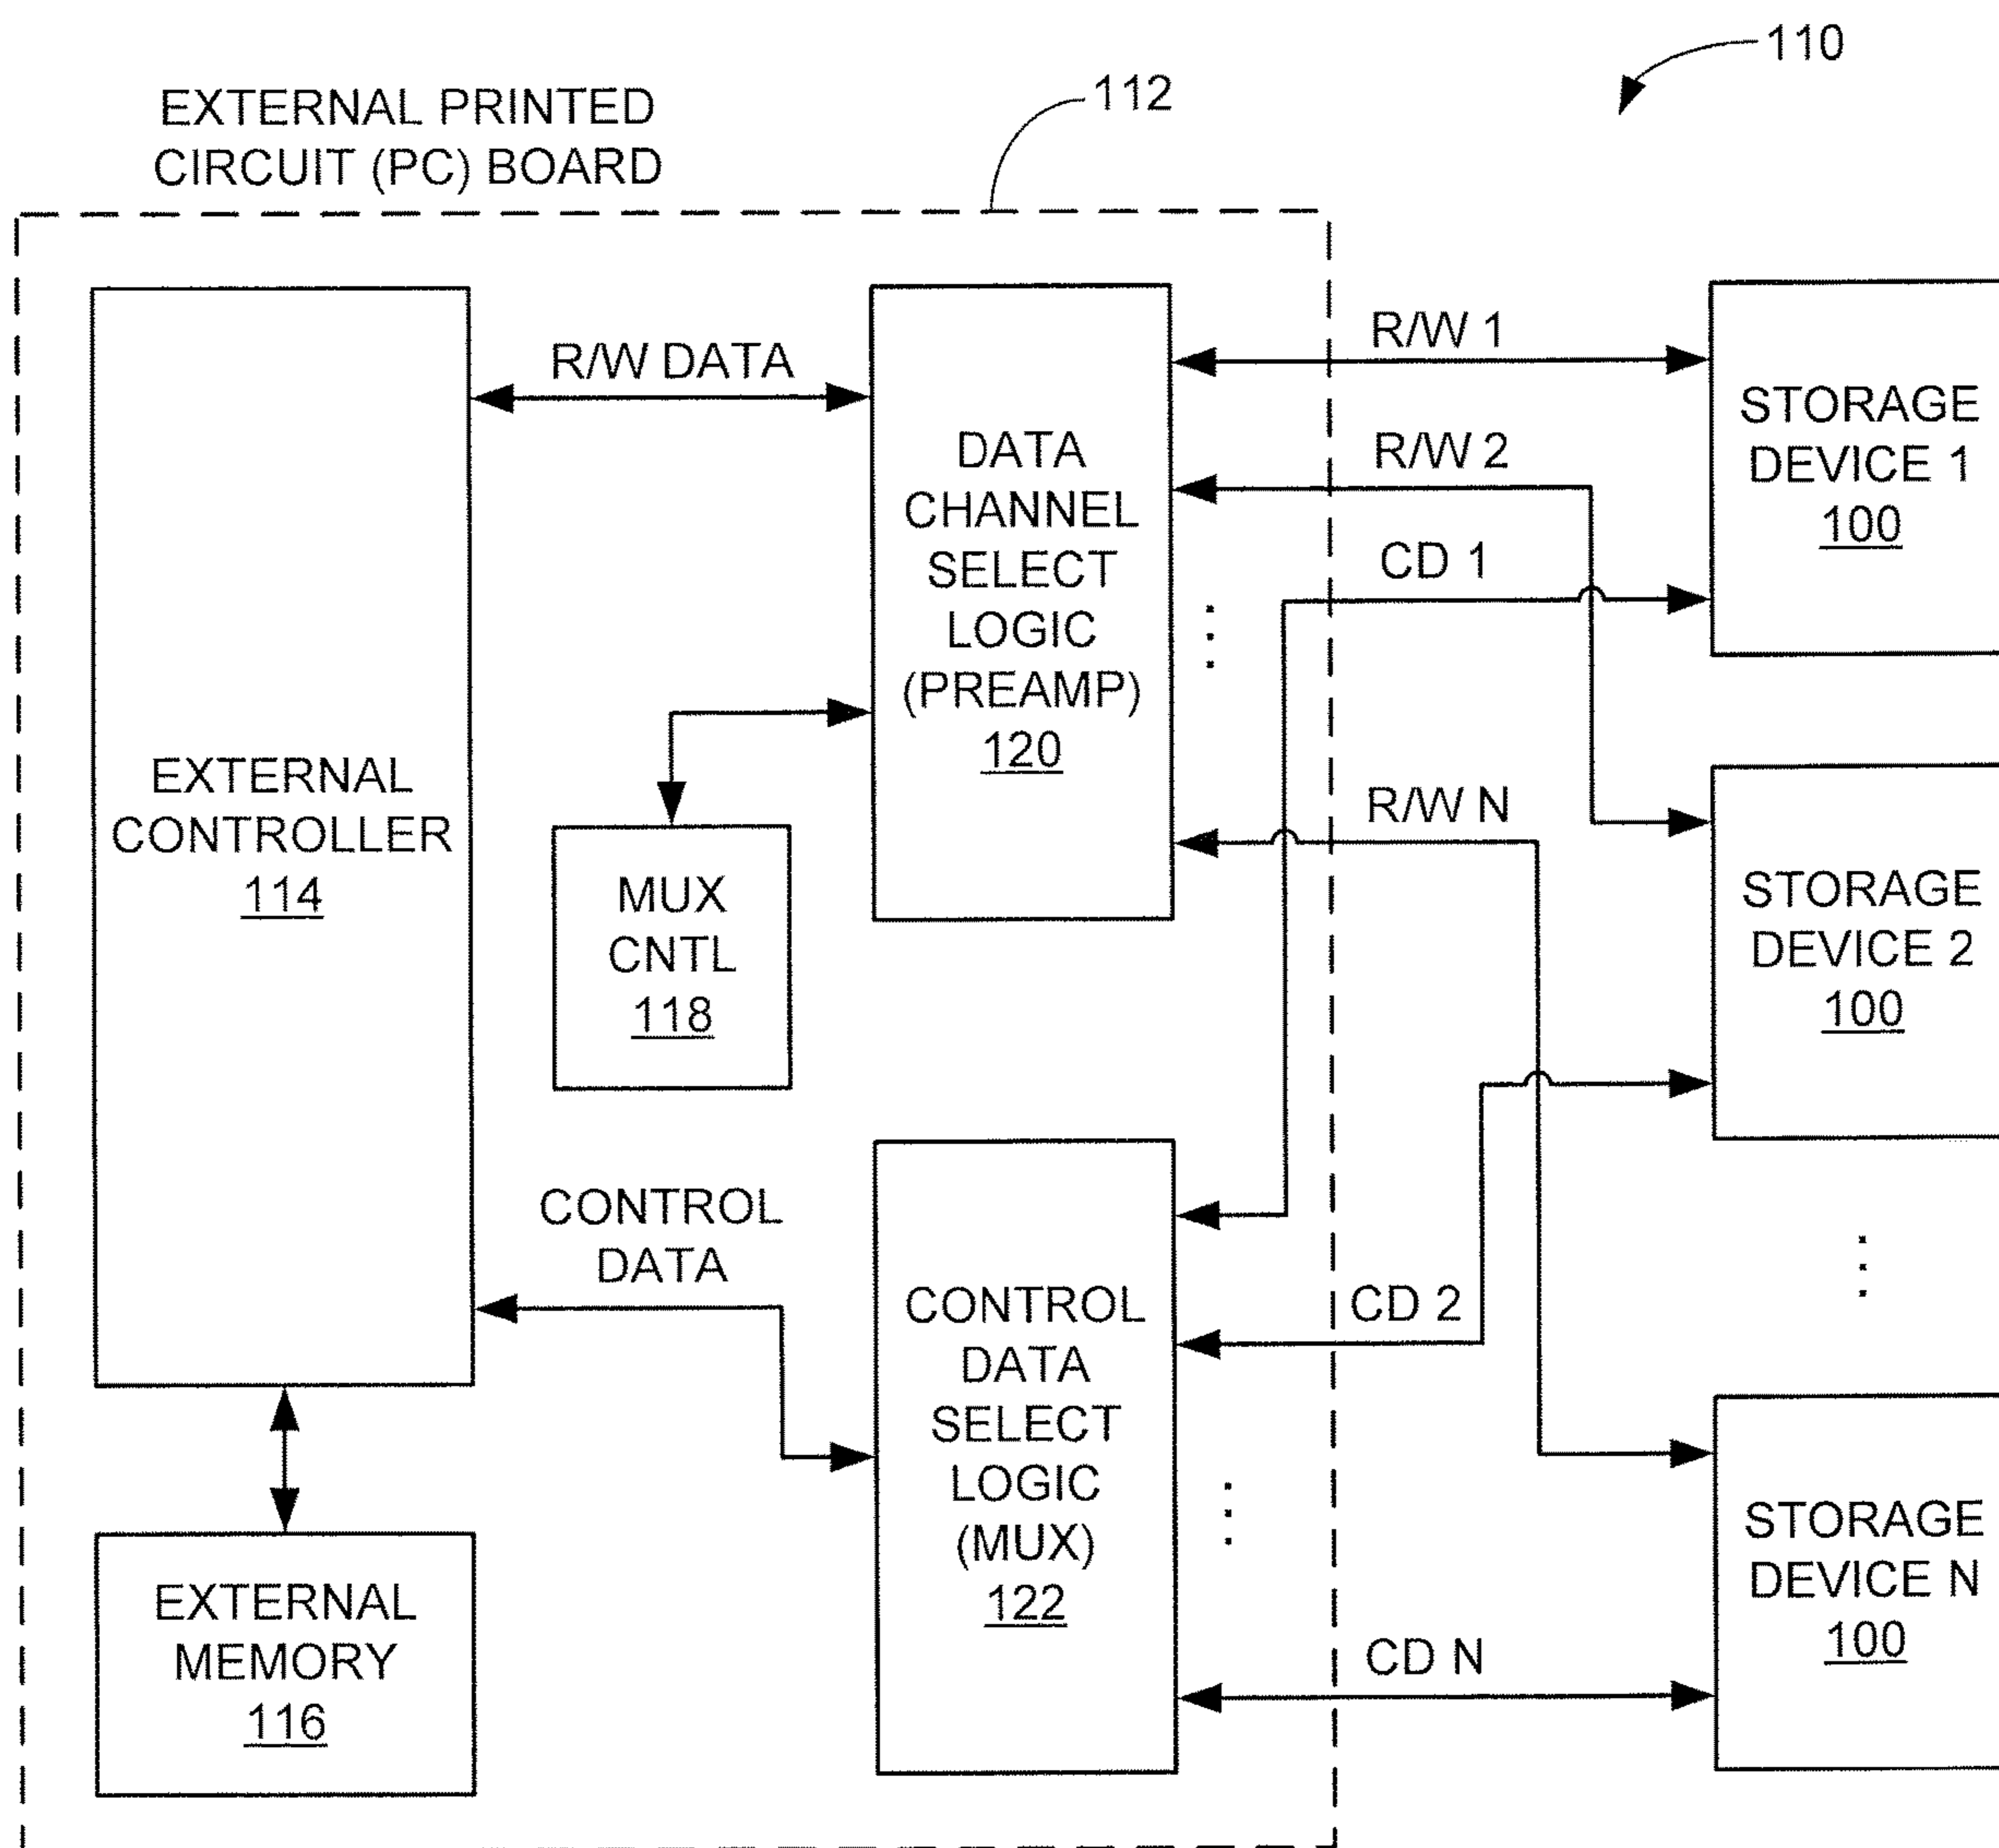 110
EXTERNAL PRINTED
CIRCUIT (PC) BOARD
112
EXTERNAL
CONTROLLER
114
R/W DATA
DATA
CHANNEL
SELECT
LOGIC
(PREAMP)
120
MUX
CNTL
118
CONTROL
DATA
CONTROL
DATA
SELECT
LOGIC
(MUX)
122
EXTERNAL
MEMORY
116
R/W 1
R/W 2
CD 1
R/W N
CD 2
CD N
STORAGE
DEVICE 1
100
STORAGE
DEVICE 2
100
STORAGE
DEVICE N
100